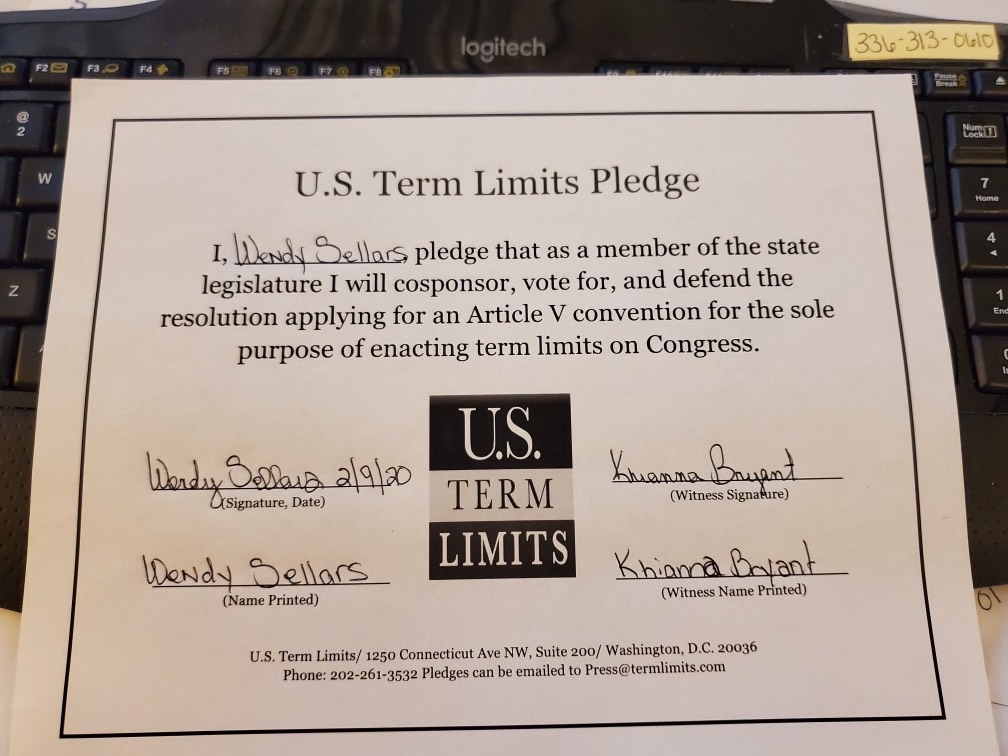 logitech
336-313-0610
F2
F3
F4
F5
F6
F7
F8
Pause
Break
@
2
Num
Lock
W
7
Home
S
4
Z
1
U.S. Term Limits Pledge
I, Wendy Sellars pledge that as a member of the state
legislature I will cosponsor, vote for, and defend the
resolution applying for an Article V convention for the sole
purpose of enacting term limits on Congress.
U.S.
TERM
LIMITS
Wendy Sellars 2/9/20
(Signature, Date)
Khianna Bryant
(Witness Signature)
Wendy Sellars
(Name Printed)
Khianna Bryant
(Witness Name Printed)
U.S. Term Limits/ 1250 Connecticut Ave NW, Suite 200/ Washington, D.C. 20036
Phone: 202-261-3532 Pledges can be emailed to Press@termlimits.com